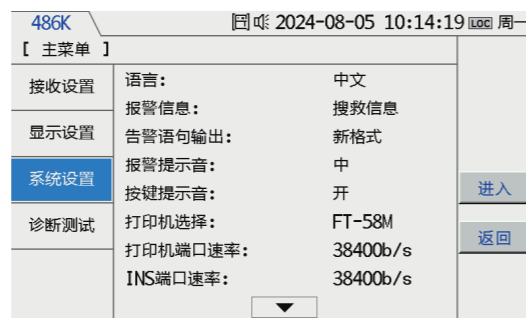 486K 2024-08-05 10:14:19 LOC 周一
[ 主菜单 ]
接收设置
显示设置
系统设置
诊断测试
语言: 中文
报警信息: 搜救信息
告警语句输出: 新格式
报警提示音: 中
按键提示音: 开
打印机选择: FT-58M
打印机端口速率: 38400b/s
INS端口速率: 38400b/s
进入
返回